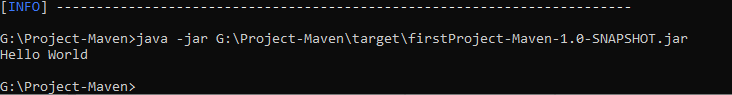 [INFO] ------------------------------------------------------------------------
G:\Project-Maven>java -jar G:\Project-Maven\target\firstProject-Maven-1.0-SNAPSHOT.jar
Hello World
G:\Project-Maven>